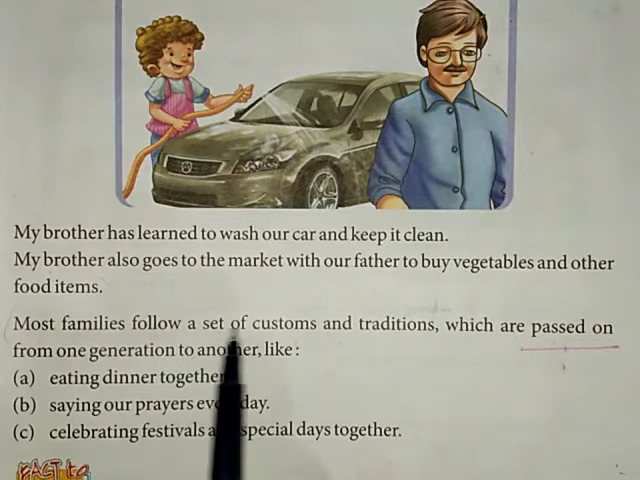 My brother has learned to wash our car and keep it clean.
My brother also goes to the market with our father to buy vegetables and other
food items.
Most families follow a set of customs and traditions, which are passed on
from one generation to another, like :
(a) eating dinner together
(b) saying our prayers every day.
(c) celebrating festivals special days together.
FACT to